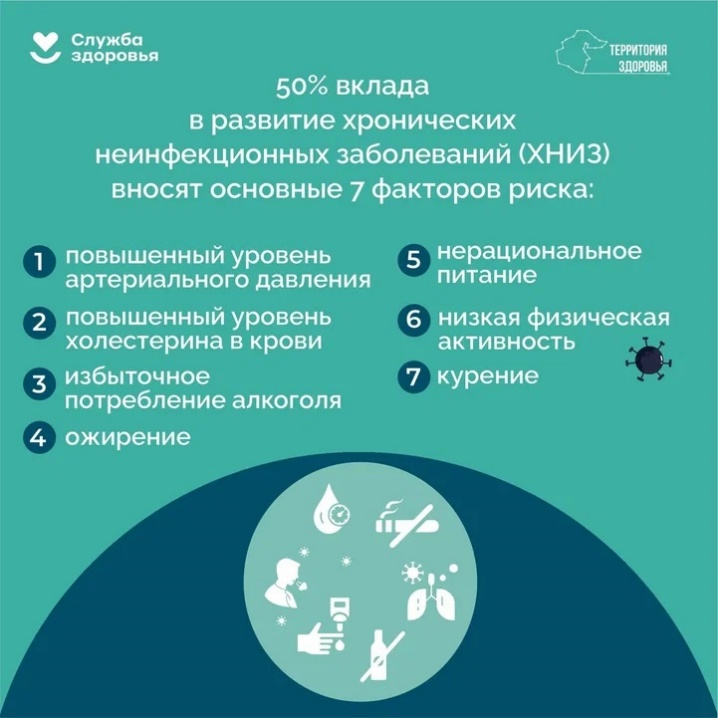 Служба
здоровья
ТЕРРИТОРИЯ
ЗДОРОВЬЯ
50% вклада
в развитие хронических
неинфекционных заболеваний (ХНИЗ)
вносят основные 7 факторов риска:
1 повышенный уровень
артериального давления
2 повышенный уровень
холестерина в крови
3 избыточное
потребление алкоголя
4 ожирение
5 нерациональное
питание
6 низкая физическая
активность
7 курение